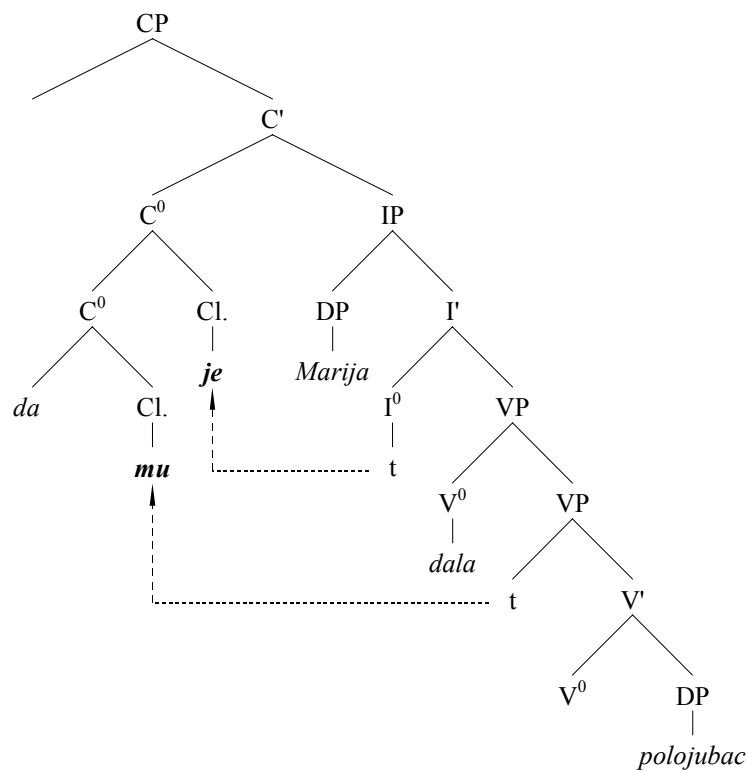 CP
C'
C⁰ IP
C⁰ Cl. DP I'
da Cl. je Marija I⁰ VP
mu t V⁰ VP
dala t V'
V⁰ DP
polojubac